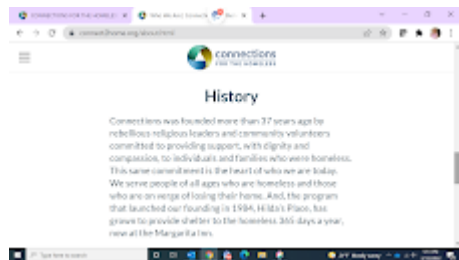 connections
FOR THE HOMELESS
History
Connections was founded more than 37 years ago by
rebellious religious leaders and community volunteers
committed to providing support, with dignity and
compassion, to individuals and families who were homeless.
This same commitment is the heart of who we are today.
We serve people of all ages who are homeless and those
who are on verge of losing their home. And, the program
that launched our founding in 1984, Hilda's Place, has
grown to provide shelter to the homeless 365 days a year,
now at the Margarita Inn.
Type here to search